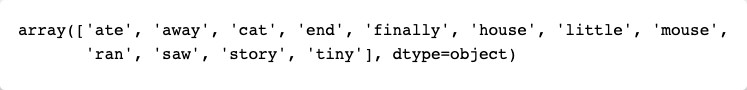 array(['ate', 'away', 'cat', 'end', 'finally', 'house', 'little', 'mouse',
'ran', 'saw', 'story', 'tiny'], dtype=object)